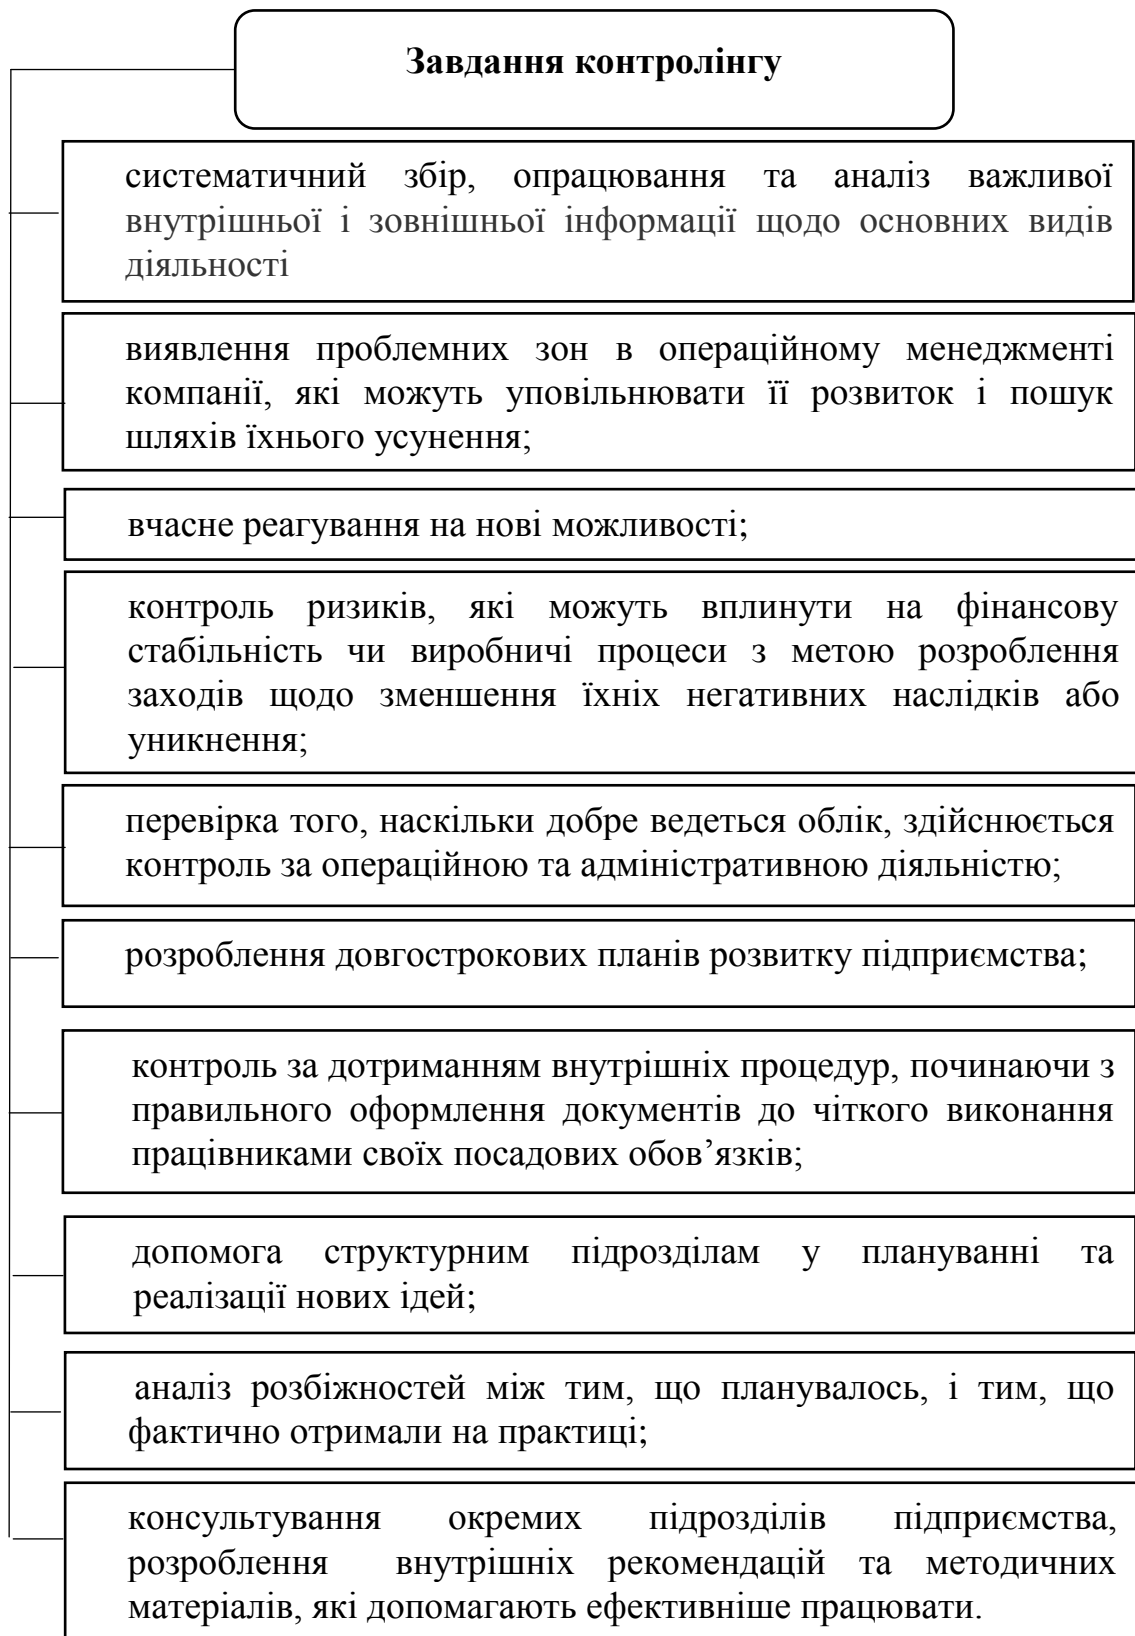 Завдання контролінгу
систематичний збір, опрацювання та аналіз важливої
внутрішньої і зовнішньої інформації щодо основних видів
діяльності
виявлення проблемних зон в операційному менеджменті
компанії, які можуть уповільнювати її розвиток і пошук
шляхів їхнього усунення;
вчасне реагування на нові можливості;
контроль ризиків, які можуть вплинути на фінансову
стабільність чи виробничі процеси з метою розроблення
заходів щодо зменшення їхніх негативних наслідків або
уникнення;
перевірка того, наскільки добре ведеться облік, здійснюється
контроль за операційною та адміністративною діяльністю;
розроблення довгострокових планів розвитку підприємства;
контроль за дотриманням внутрішніх процедур, починаючи з
правильного оформлення документів до чіткого виконання
працівниками своїх посадових обов’язків;
допомога структурним підрозділам у плануванні та
реалізації нових ідей;
аналіз розбіжностей між тим, що планувалось, і тим, що
фактично отримали на практиці;
консультування окремих підрозділів підприємства,
розроблення внутрішніх рекомендацій та методичних
матеріалів, які допомагають ефективніше працювати.